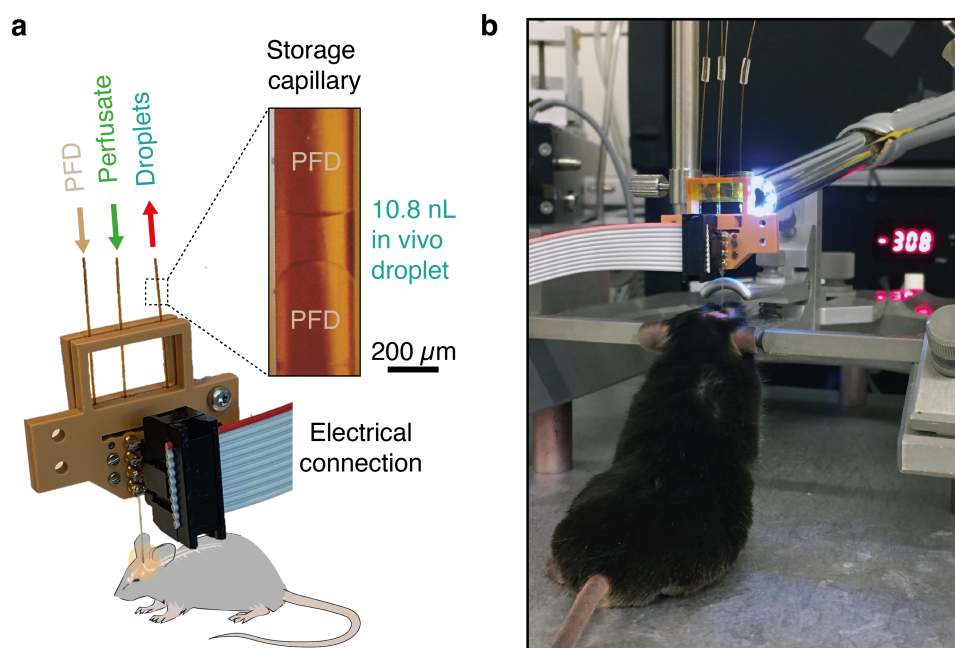 a
b
Storage
capillary
PFD
Perfusate
Droplets
PFD
10.8 nL
in vivo
droplet
PFD
200 µm
Electrical
connection
-308